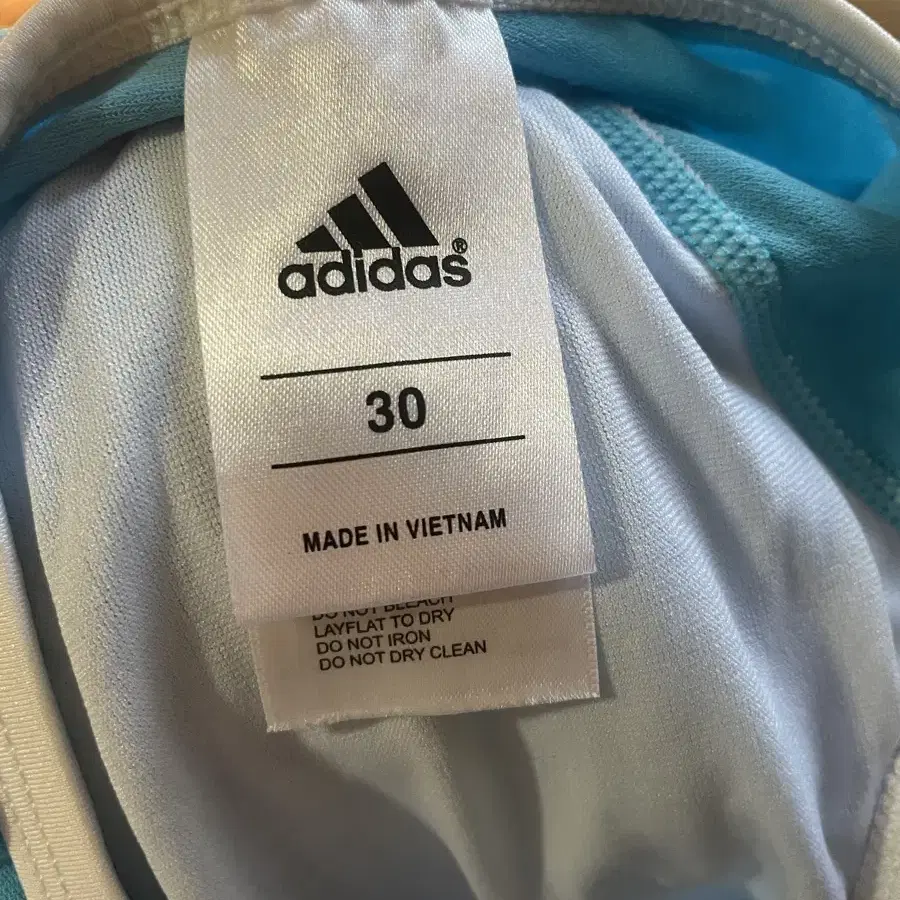 adidas®
30
MADE IN VIETNAM
DO NOT BLEACH
LAYFLAT TO DRY
DO NOT IRON
DO NOT DRY CLEAN